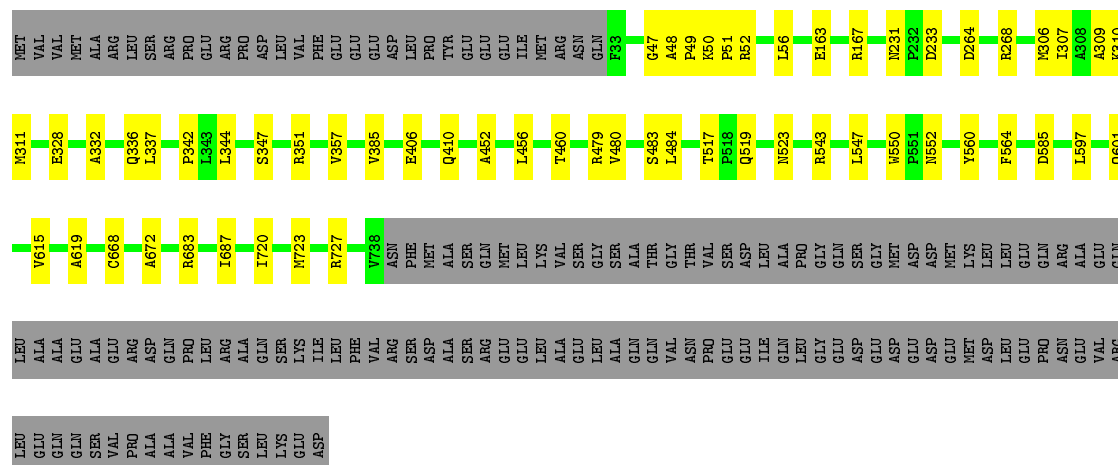 MET VAL VAL MET ALA ARG LEU SER ARG PRO GLU ARG PRO ASP LEU VAL PHE GLU GLU GLU ASP LEU PRO TYR GLU GLU GLU ILE MET ARG ASN GLN F33 G47 A48 P49 K50 P51 R52 L56 E163 R167 N231 P232 D233 D264 R268 M306 I307 A308 A309 K310
M311 E328 A332 Q336 L337 P342 L343 L344 S347 R351 V357 V385 E406 Q410 A452 L456 T460 R479 V480 S483 L484 T517 P518 Q519 N523 R543 L547 W550 P551 N552 Y560 F564 D585 L597 Q601
V615 A619 C668 A672 R683 I687 I720 M723 R727 V738 ASN PHE MET ALA SER GLN MET LEU LYS VAL SER GLY SER ALA THR GLY THR VAL SER ASP LEU ALA PRO GLY GLN SER GLY MET ASP ASP MET LYS LEU LEU GLU GLN ARG ALA GLU GLN
LEU ALA ALA GLU ALA GLU ARG ASP GLN PRO LEU ARG ALA GLN SER LYS ILE LEU PHE VAL ARG SER ASP ALA SER ARG GLU GLU LEU ALA GLU LEU ALA GLN GLN VAL ASN PRO GLU GLU ILE GLN LEU GLY GLU ASP GLU ASP GLU ASP GLU MET ASP LEU GLU PRO ASN GLU VAL ARG
LEU GLU GLN GLN SER VAL PRO ALA ALA VAL PHE GLY SER LEU LYS GLU ASP